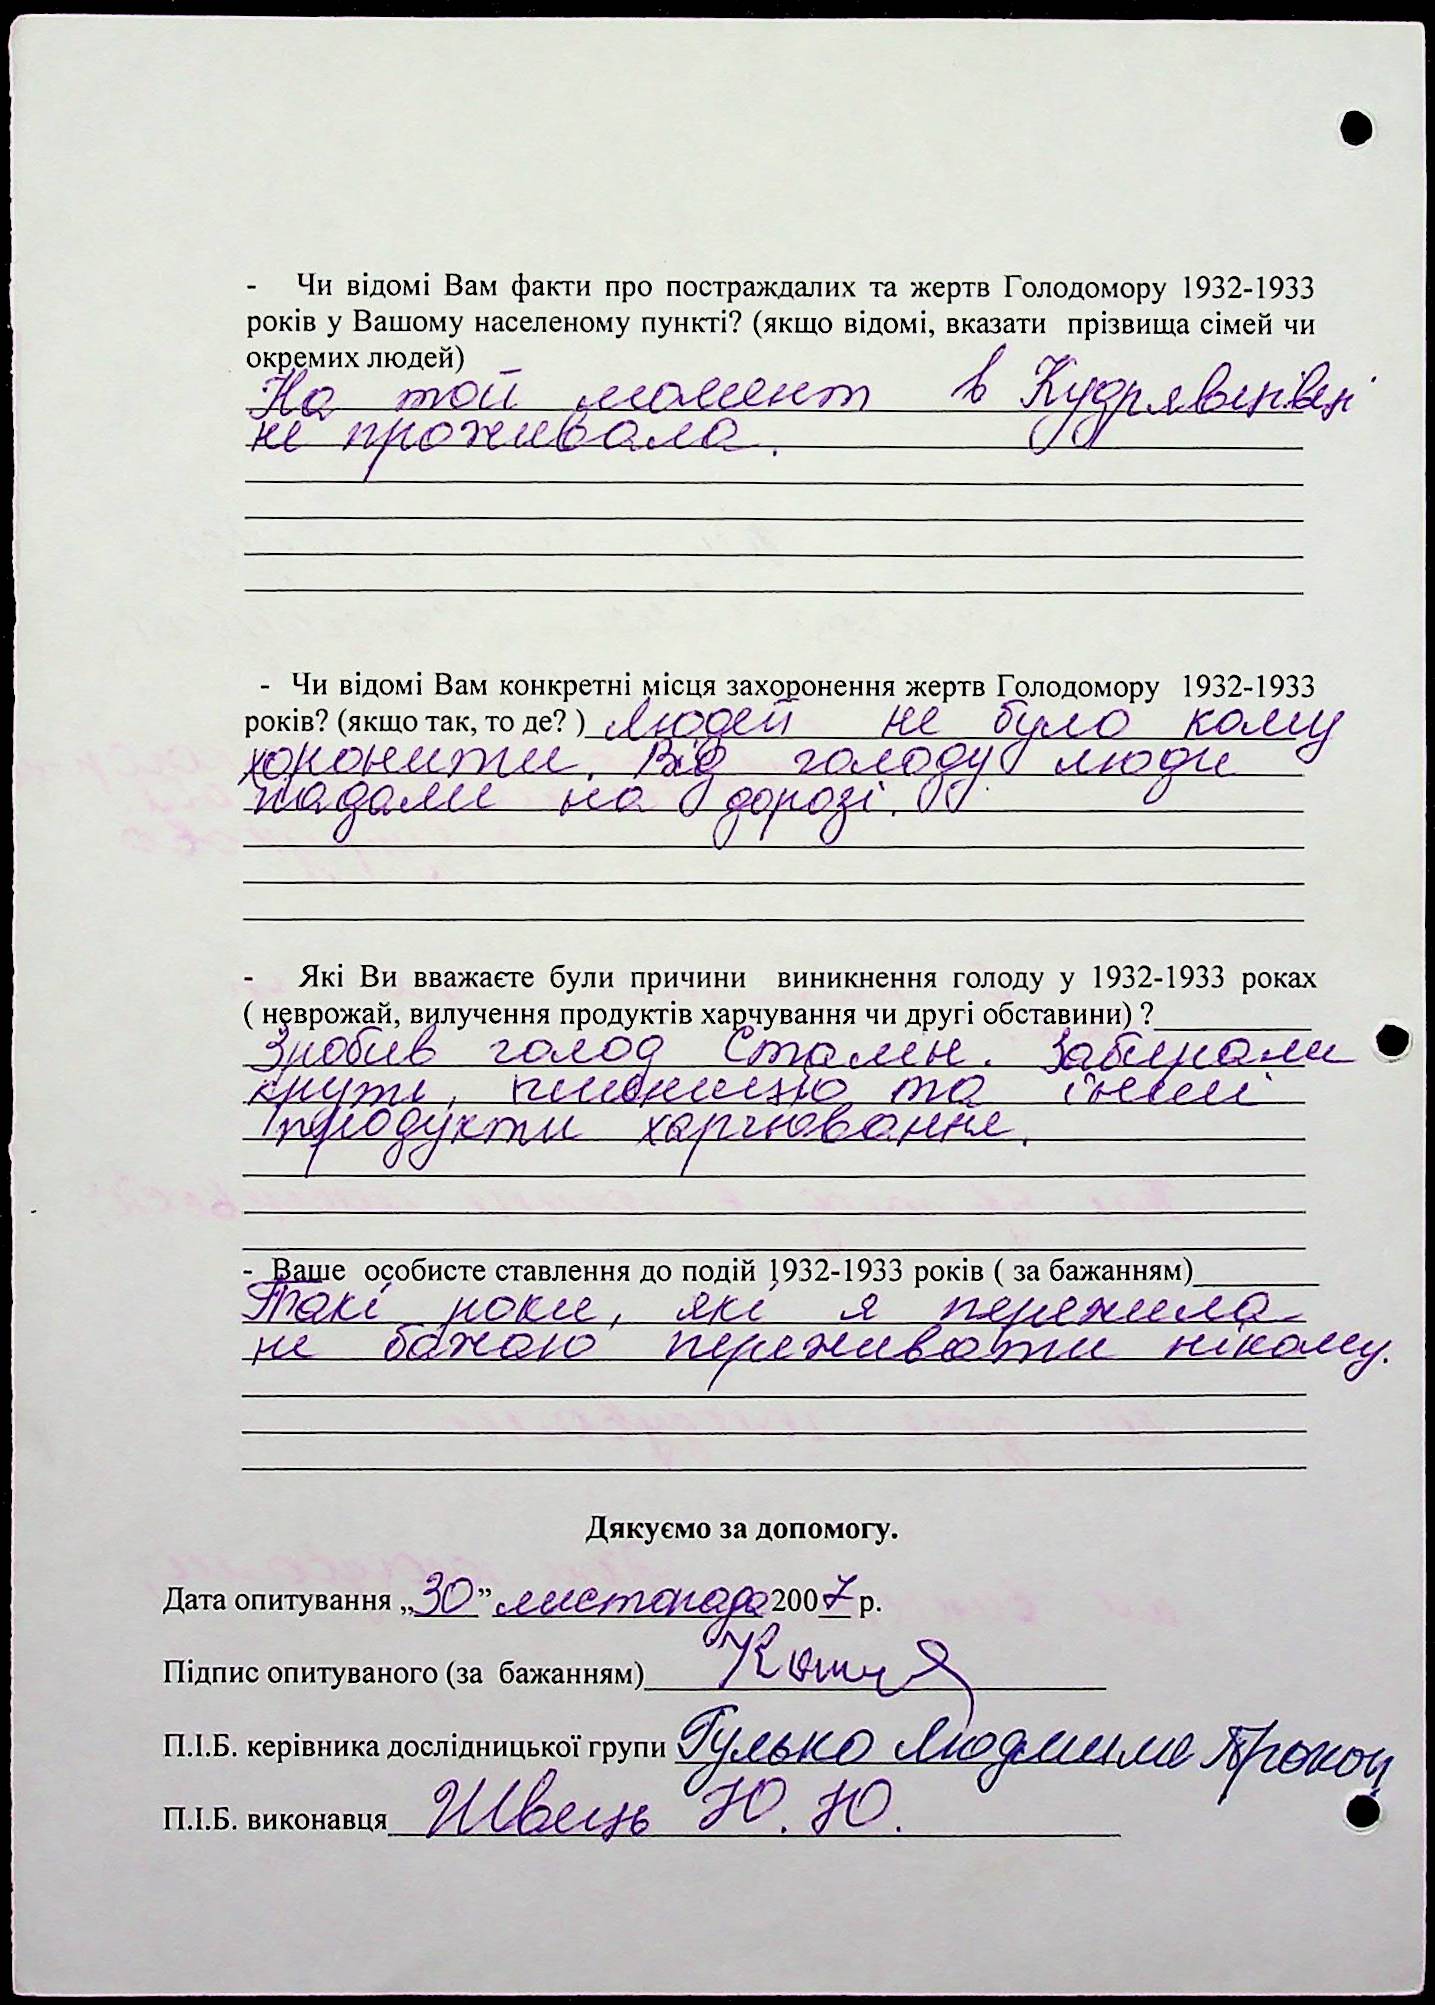 - Чи відомі Вам факти про постраждалих та жертв Голодомору 1932-1933
років у Вашому населеному пункті? (якщо відомі, вказати прізвища сімей чи
окремих людей)
На той момент в Кудрявцівці
не проживала.
- Чи відомі Вам конкретні місця захоронення жертв Голодомору 1932-1933
років? (якщо так, то де? ) Людей не було кому
хоронити. Від голоду люди
падали на дорозі.
- Які Ви вважаєте були причини виникнення голоду у 1932-1933 роках
( неврожай, вилучення продуктів харчування чи другі обставини) ?
Зробив голод Сталін. Забирали
крупи, пшеницю та інші
продукти харчювання.
- Ваше особисте ставлення до подій 1932-1933 років ( за бажанням)
Такі роки, які я пережила
не бажаю переживати нікому.
Дякуємо за допомогу.
Дата опитування „30” листопада 2007 р.
Підпис опитуваного (за бажанням)
П.І.Б. керівника дослідницької групи Гулько Людмила Прокоп
П.І.Б. виконавця Швець Ю. Ю.